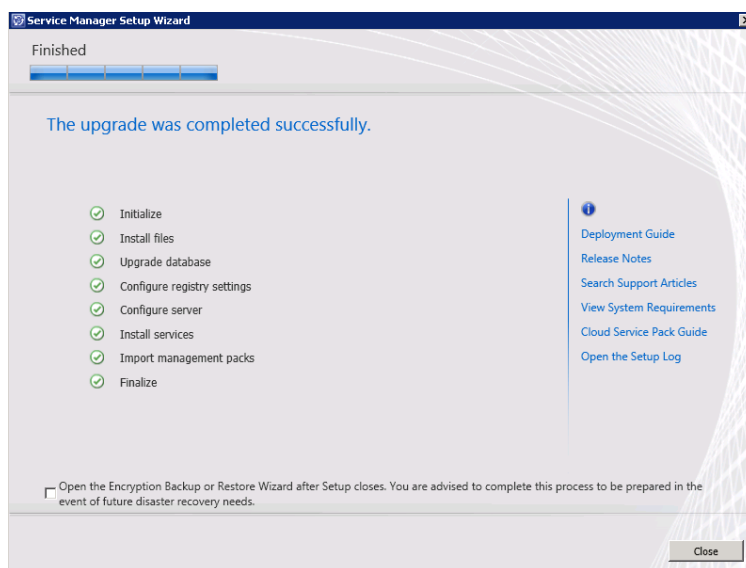 Service Manager Setup Wizard
Finished
The upgrade was completed successfully.
Initialize
Install files
Upgrade database
Configure registry settings
Configure server
Install services
Import management packs
Finalize
Deployment Guide
Release Notes
Search Support Articles
View System Requirements
Cloud Service Pack Guide
Open the Setup Log
Open the Encryption Backup or Restore Wizard after Setup closes. You are advised to complete this process to be prepared in the
event of future disaster recovery needs.
Close